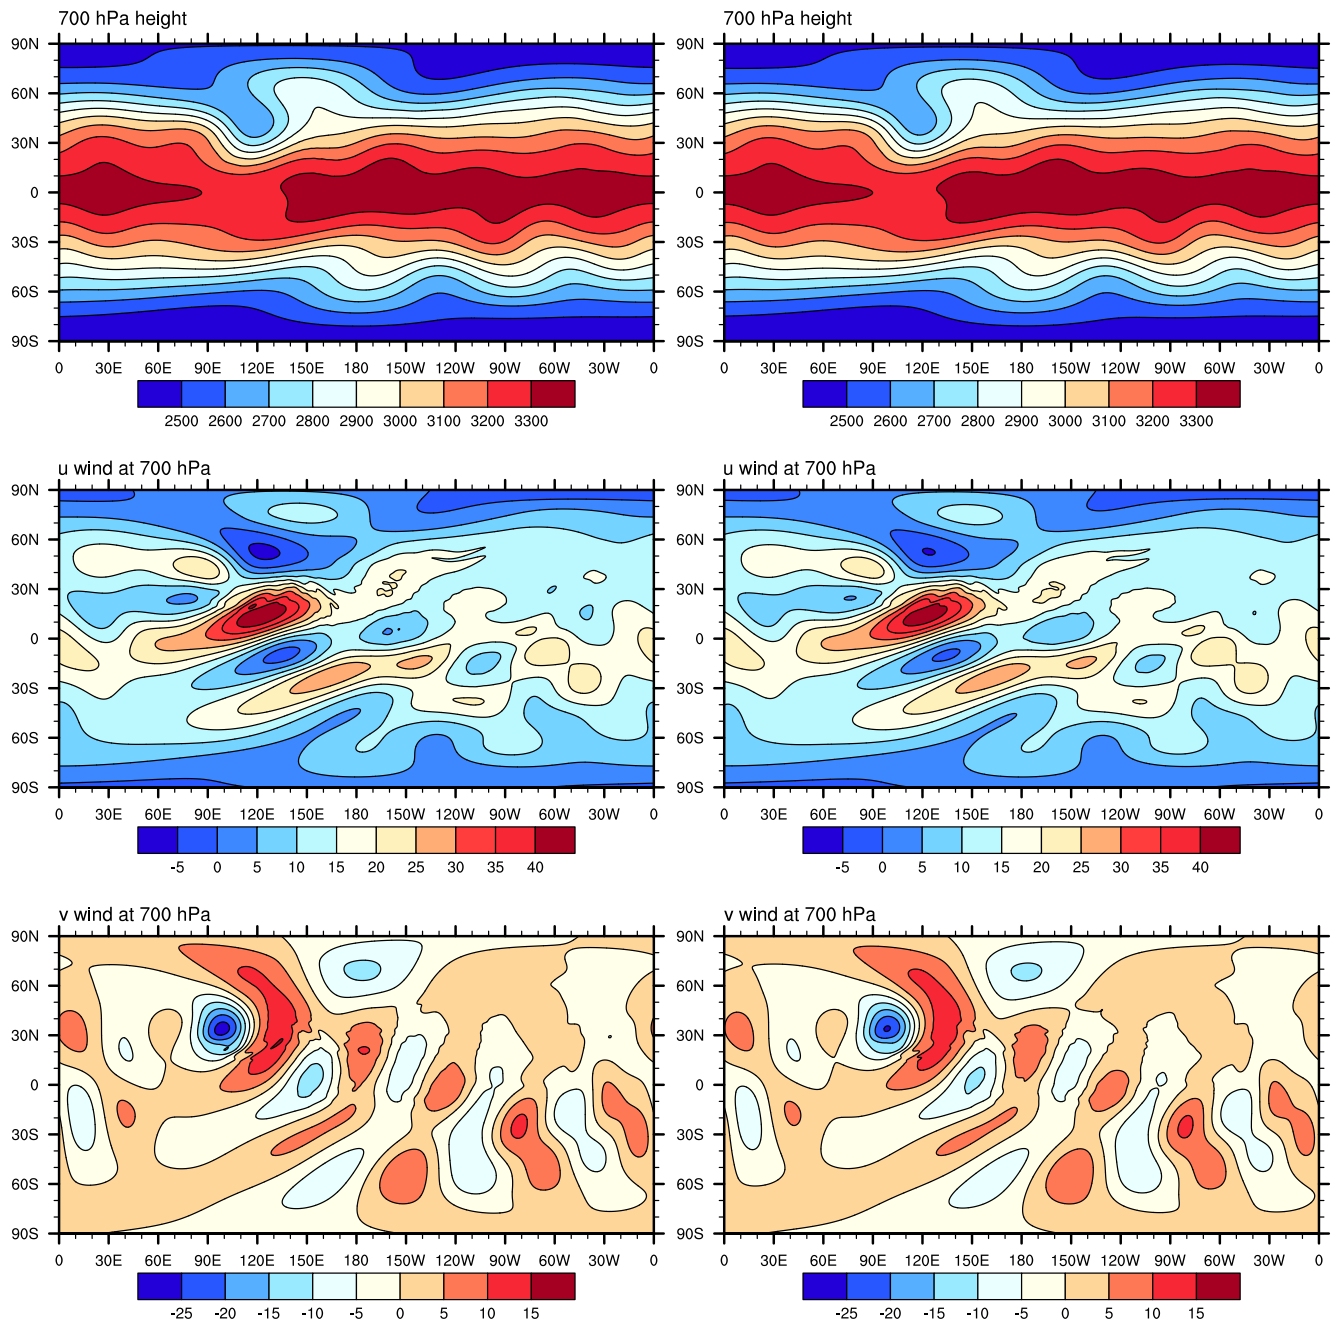 700 hPa height 700 hPa height
90N 90N
60N 60N
30N 30N
0 0
30S 30S
60S 60S
90S 90S
0 30E 60E 90E 120E 150E 180 150W 120W 90W 60W 30W 0 0 30E 60E 90E 120E 150E 180 150W 120W 90W 60W 30W 0
2500 2600 2700 2800 2900 3000 3100 3200 3300 2500 2600 2700 2800 2900 3000 3100 3200 3300
u wind at 700 hPa u wind at 700 hPa
90N 90N
60N 60N
30N 30N
0 0
30S 30S
60S 60S
90S 90S
0 30E 60E 90E 120E 150E 180 150W 120W 90W 60W 30W 0 0 30E 60E 90E 120E 150E 180 150W 120W 90W 60W 30W 0
-5 0 5 10 15 20 25 30 35 40 -5 0 5 10 15 20 25 30 35 40
v wind at 700 hPa v wind at 700 hPa
90N 90N
60N 60N
30N 30N
0 0
30S 30S
60S 60S
90S 90S
0 30E 60E 90E 120E 150E 180 150W 120W 90W 60W 30W 0 0 30E 60E 90E 120E 150E 180 150W 120W 90W 60W 30W 0
-25 -20 -15 -10 -5 0 5 10 15 -25 -20 -15 -10 -5 0 5 10 15